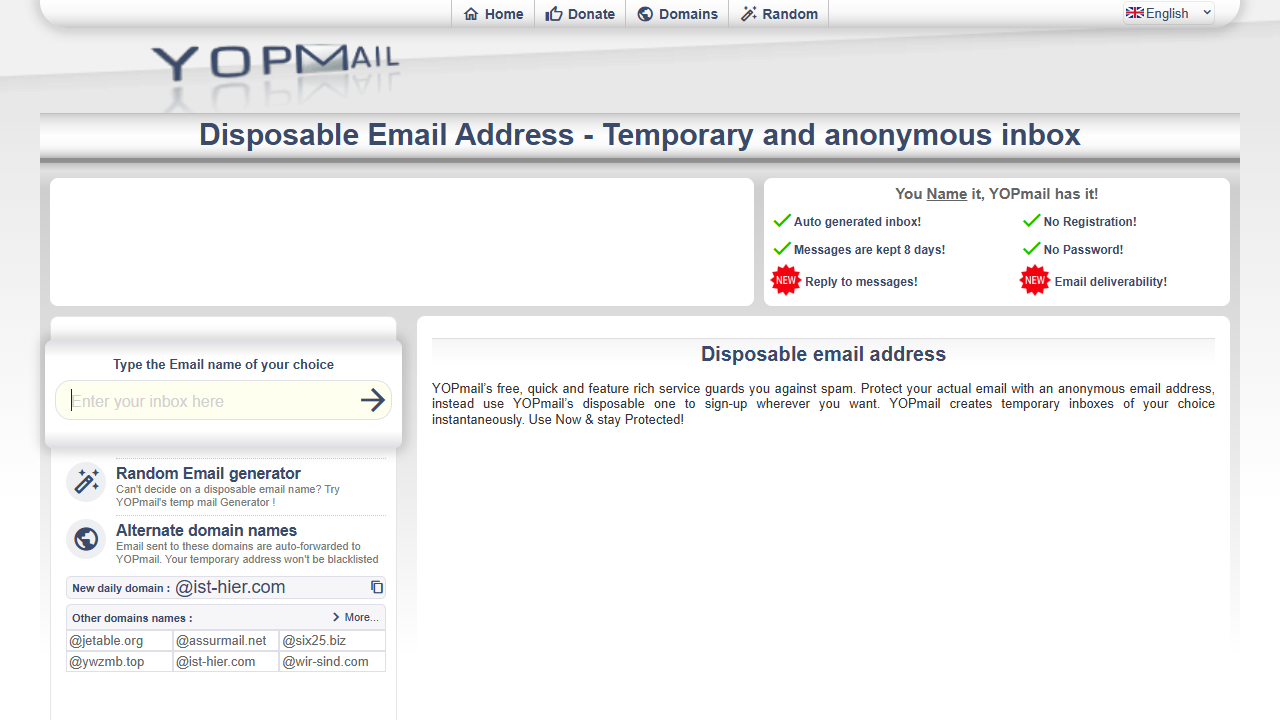 Home
Donate
Domains
Random
English
YOPMAIL
Disposable Email Address - Temporary and anonymous inbox
You Name it, YOPmail has it!
Auto generated inbox!
No Registration!
Messages are kept 8 days!
No Password!
NEW Reply to messages!
NEW Email deliverability!
Type the Email name of your choice
Enter your inbox here
Random Email generator
Can't decide on a disposable email name? Try
YOPmail's temp mail Generator !
Alternate domain names
Email sent to these domains are auto-forwarded to
YOPmail. Your temporary address won't be blacklisted
New daily domain : @ist-hier.com
Other domains names :
More...
@jetable.org
@assurmail.net
@six25.biz
@ywzmb.top
@ist-hier.com
@wir-sind.com
Disposable email address
YOPmail’s free, quick and feature rich service guards you against spam. Protect your actual email with an anonymous email address,
instead use YOPmail’s disposable one to sign-up wherever you want. YOPmail creates temporary inboxes of your choice
instantaneously. Use Now & stay Protected!